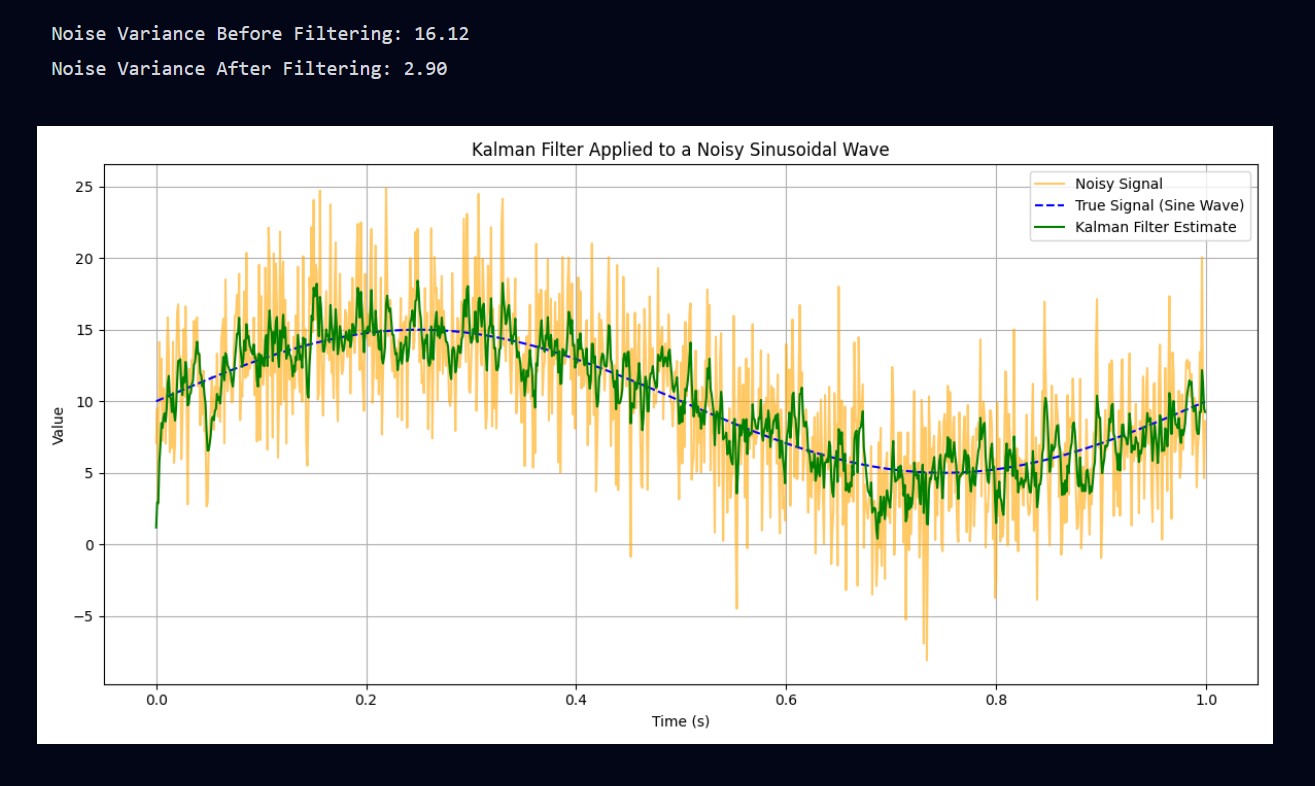 Noise Variance Before Filtering: 16.12
Noise Variance After Filtering: 2.90
Kalman Filter Applied to a Noisy Sinusoidal Wave
Noisy Signal
True Signal (Sine Wave)
Kalman Filter Estimate
25
20
15
10
5
0
−5
Value
0.0 0.2 0.4 0.6 0.8 1.0
Time (s)